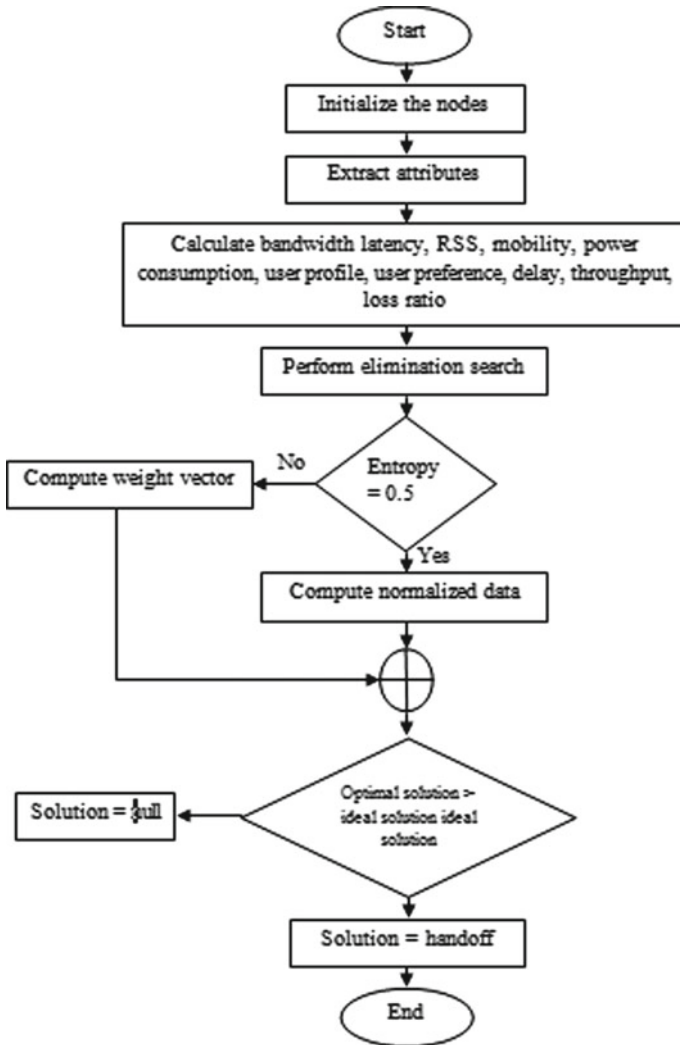 Start
Initialize the nodes
Extract attributes
Calculate bandwidth latency, RSS, mobility, power
consumption, user profile, user preference, delay, throughput,
loss ratio
Perform elimination search
No
Compute weight vector
Entropy
= 0.5
Yes
Compute normalized data
Optimal solution >
ideal solution ideal
solution
Solution =
Solution = handoff
End